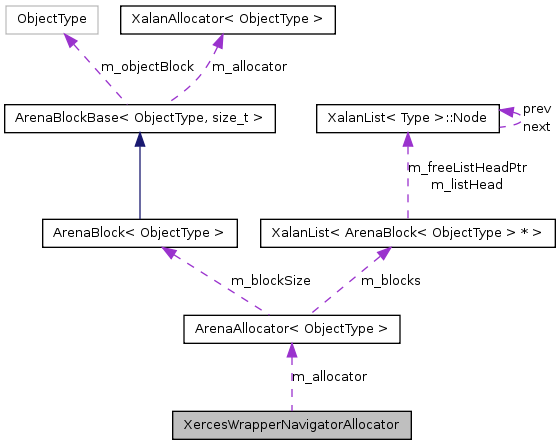 ObjectType
XalanAllocator< ObjectType >
m_objectBlock
m_allocator
ArenaBlockBase< ObjectType, size_t >
XalanList< Type >::Node
prev
next
m_freeListHeadPtr
m_listHead
ArenaBlock< ObjectType >
XalanList< ArenaBlock< ObjectType > * >
m_blockSize
m_blocks
ArenaAllocator< ObjectType >
m_allocator
XercesWrapperNavigatorAllocator